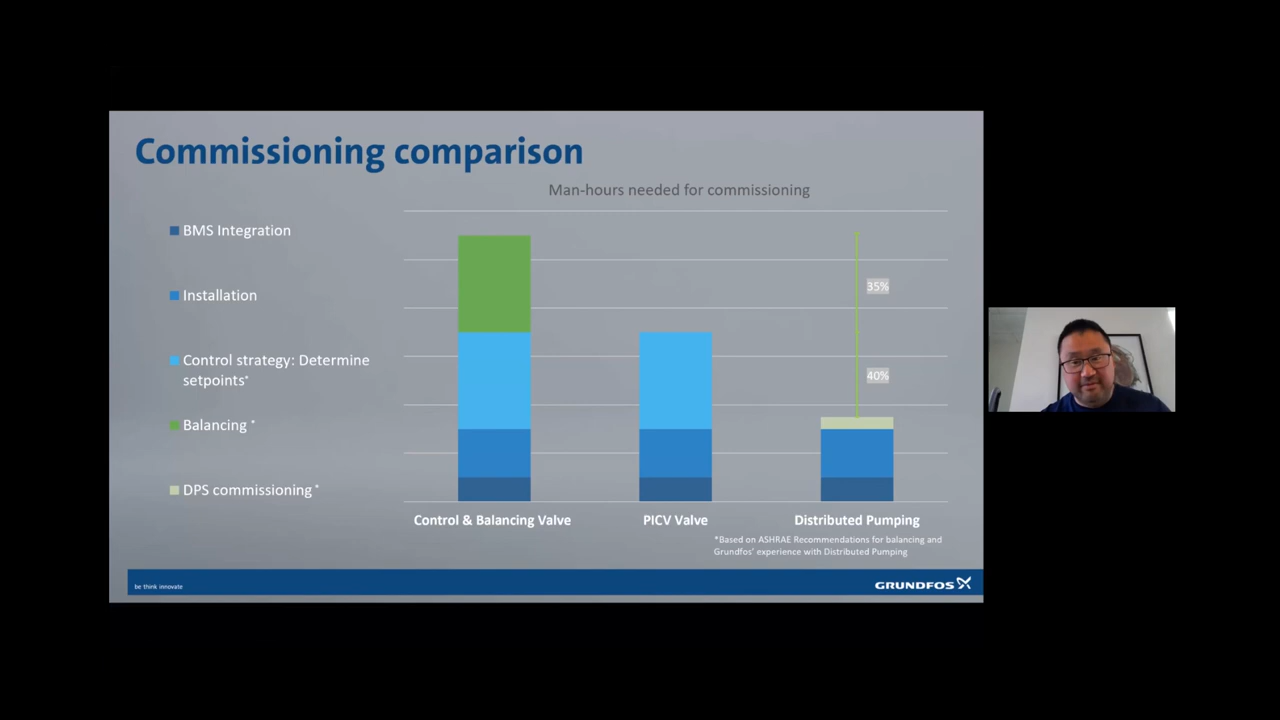 Commissioning comparison
Man-hours needed for commissioning
BMS Integration
Installation
Control strategy: Determine
setpoints*
Balancing *
DPS commissioning *
35%
40%
Control & Balancing Valve
PICV Valve
Distributed Pumping
*Based on ASHRAE Recommendations for balancing and
Grundfos' experience with Distributed Pumping
be think innovate
GRUNDFOS